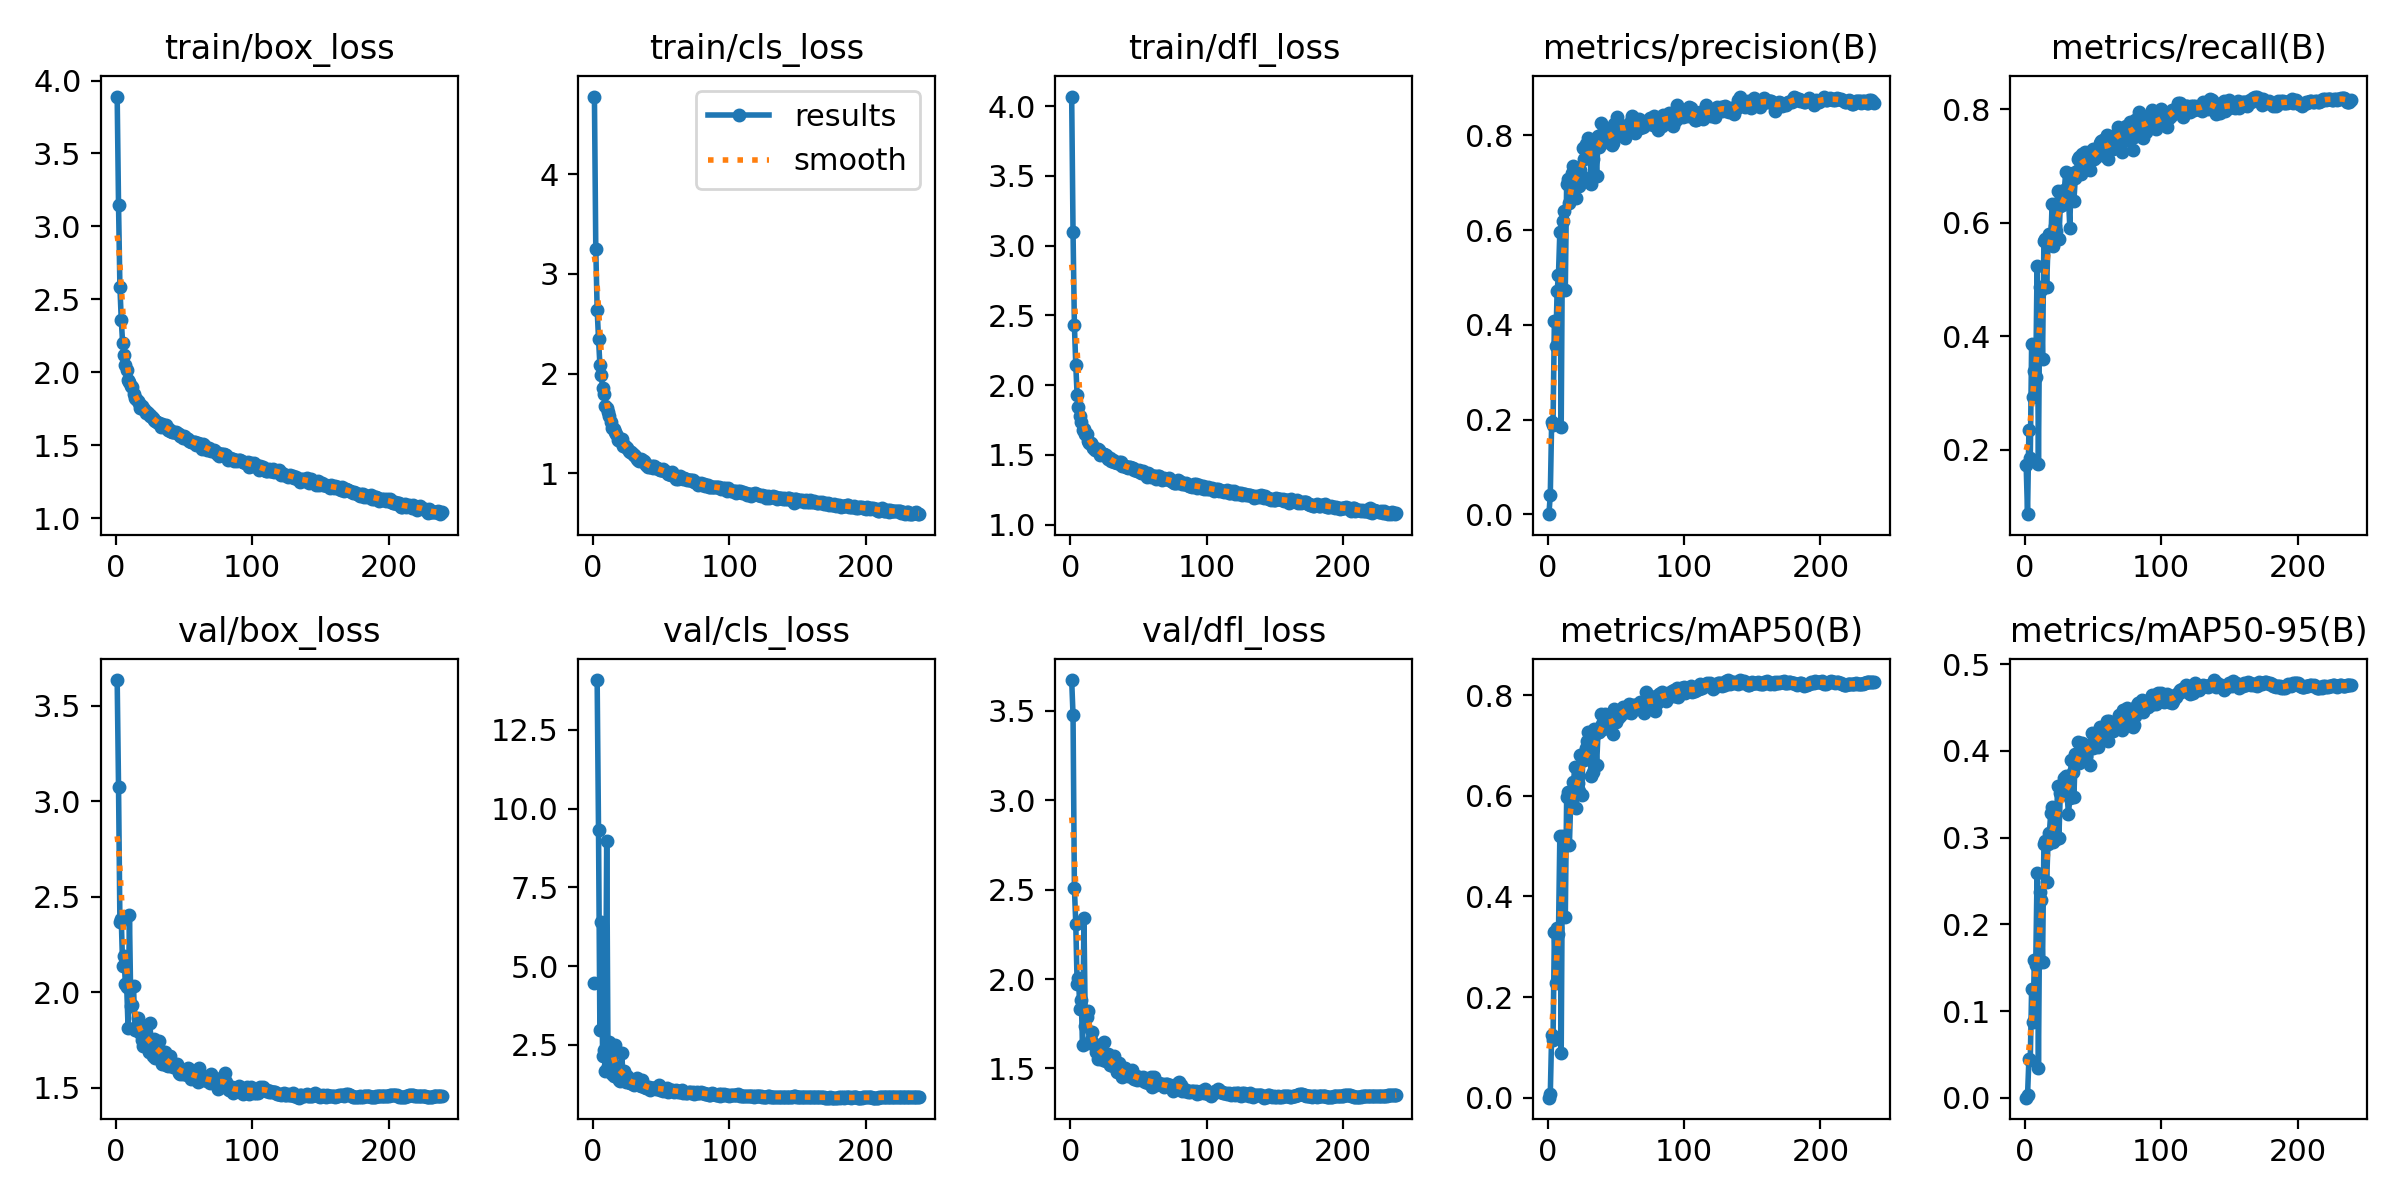 train/box_loss
4.0
3.5
3.0
2.5
2.0
1.5
1.0
0 100 200
train/cls_loss
results
smooth
4
3
2
1
0 100 200
train/dfl_loss
4.0
3.5
3.0
2.5
2.0
1.5
1.0
0 100 200
metrics/precision(B)
0.8
0.6
0.4
0.2
0.0
0 100 200
metrics/recall(B)
0.8
0.6
0.4
0.2
0 100 200
val/box_loss
3.5
3.0
2.5
2.0
1.5
0 100 200
val/cls_loss
12.5
10.0
7.5
5.0
2.5
0 100 200
val/dfl_loss
3.5
3.0
2.5
2.0
1.5
0 100 200
metrics/mAP50(B)
0.8
0.6
0.4
0.2
0.0
0 100 200
metrics/mAP50-95(B)
0.5
0.4
0.3
0.2
0.1
0.0
0 100 200